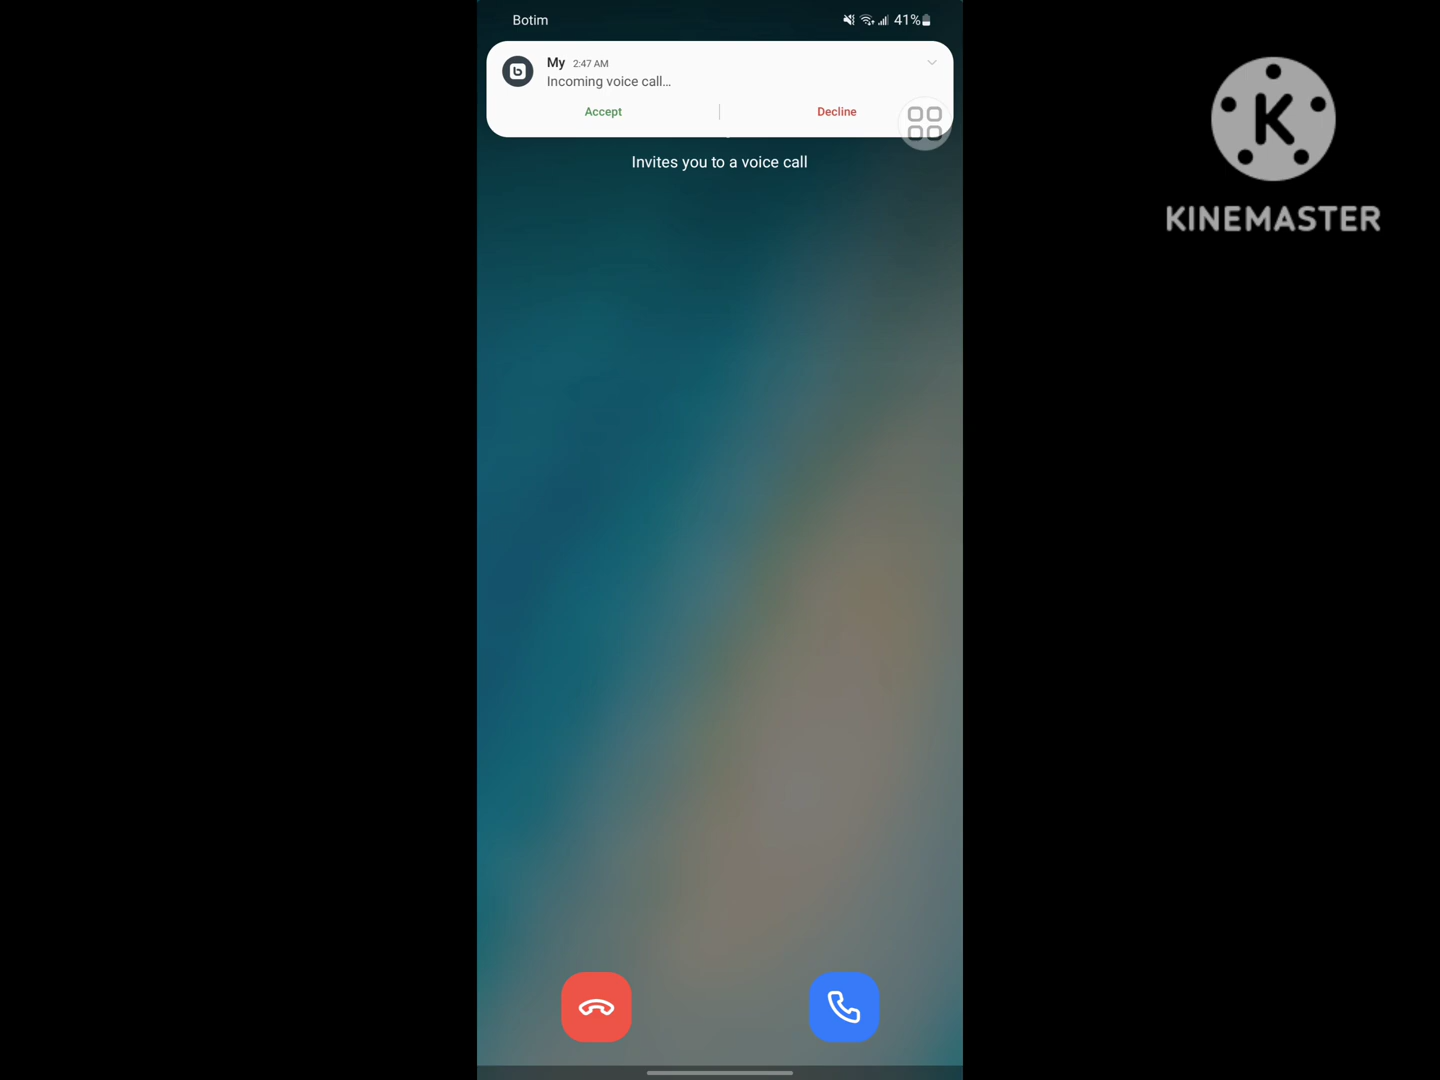 Botim
41%
My 2:47 AM
Incoming voice call...
Accept
Decline
Invites you to a voice call
K
KINEMASTER